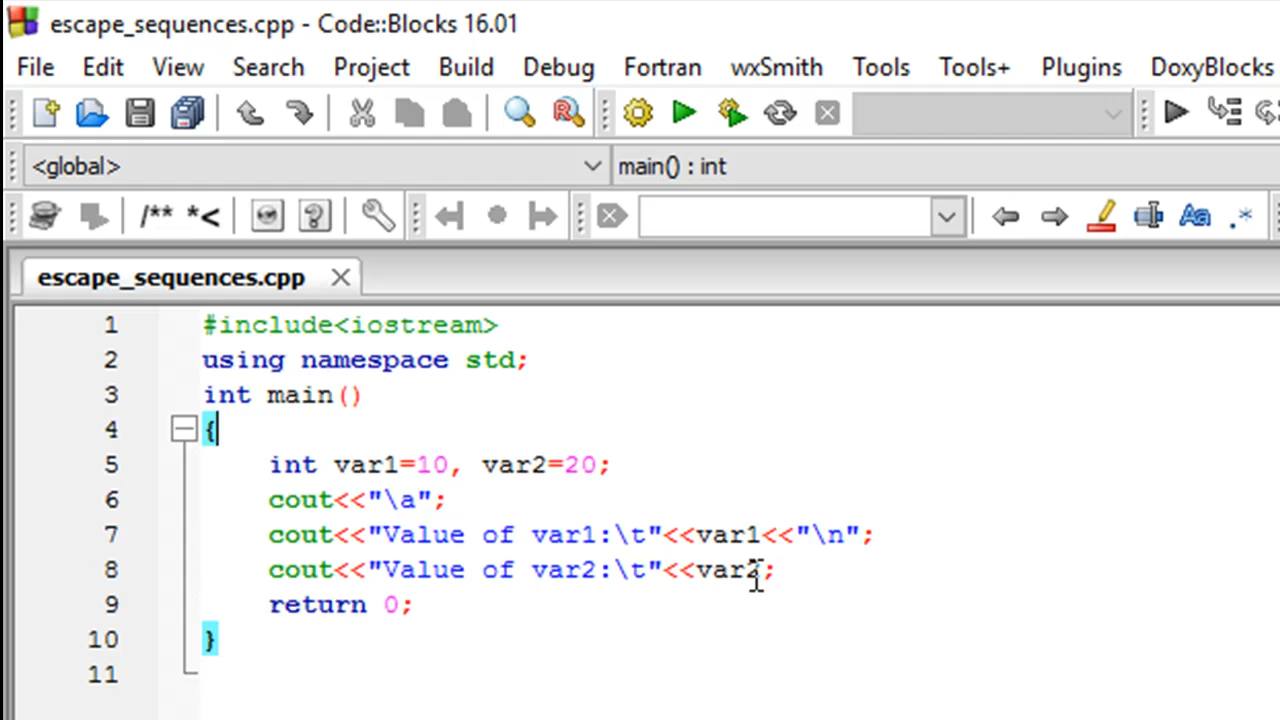 escape_sequences.cpp - Code::Blocks 16.01
File Edit View Search Project Build Debug Fortran wxSmith Tools Tools+ Plugins DoxyBlocks
<global> main() : int
/** *<
escape_sequences.cpp
1 #include<iostream>
2 using namespace std;
3 int main()
4 {
5 int var1=10, var2=20;
6 cout<<"\a";
7 cout<<"Value of var1:\t"<<var1<<"\n";
8 cout<<"Value of var2:\t"<<var2;
9 return 0;
10 }
11